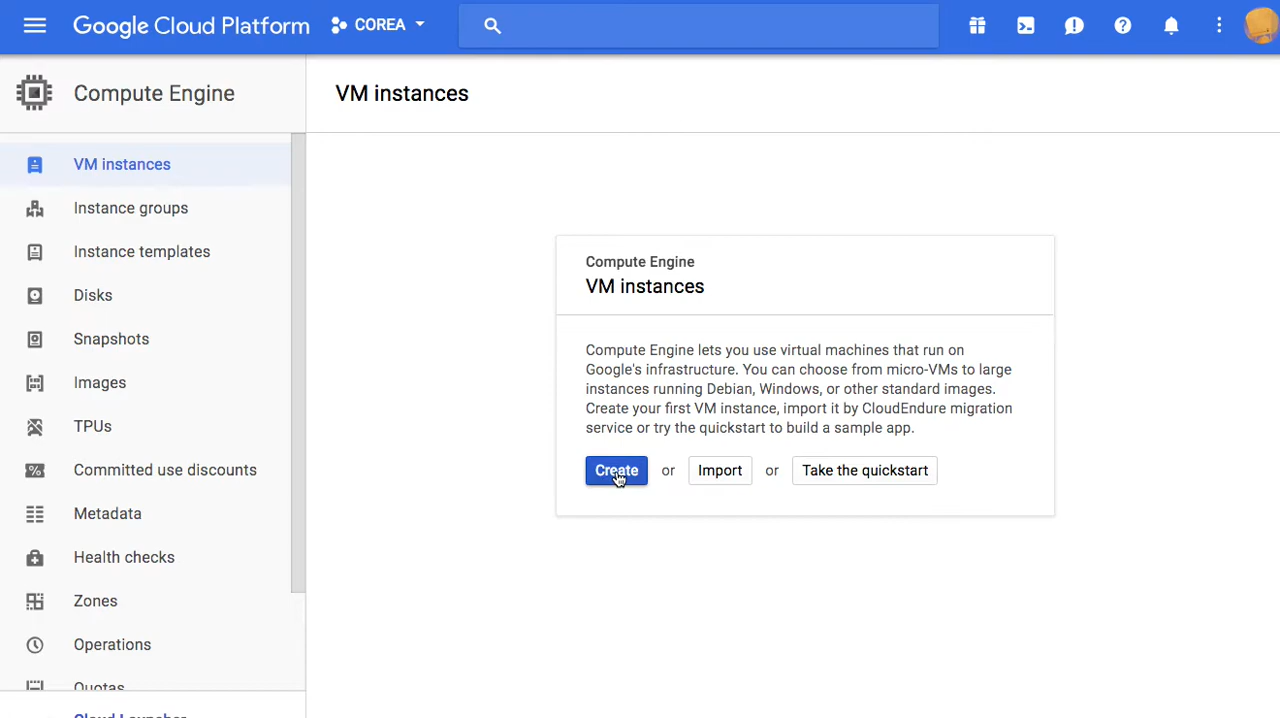 Google Cloud Platform
COREA
Compute Engine
VM instances
VM instances
Instance groups
Instance templates
Disks
Snapshots
Images
TPUs
Committed use discounts
Metadata
Health checks
Zones
Operations
Quotas
Cloud Launcher
Compute Engine
VM instances
Compute Engine lets you use virtual machines that run on
Google's infrastructure. You can choose from micro-VMs to large
instances running Debian, Windows, or other standard images.
Create your first VM instance, import it by CloudEndure migration
service or try the quickstart to build a sample app.
Create or Import or Take the quickstart